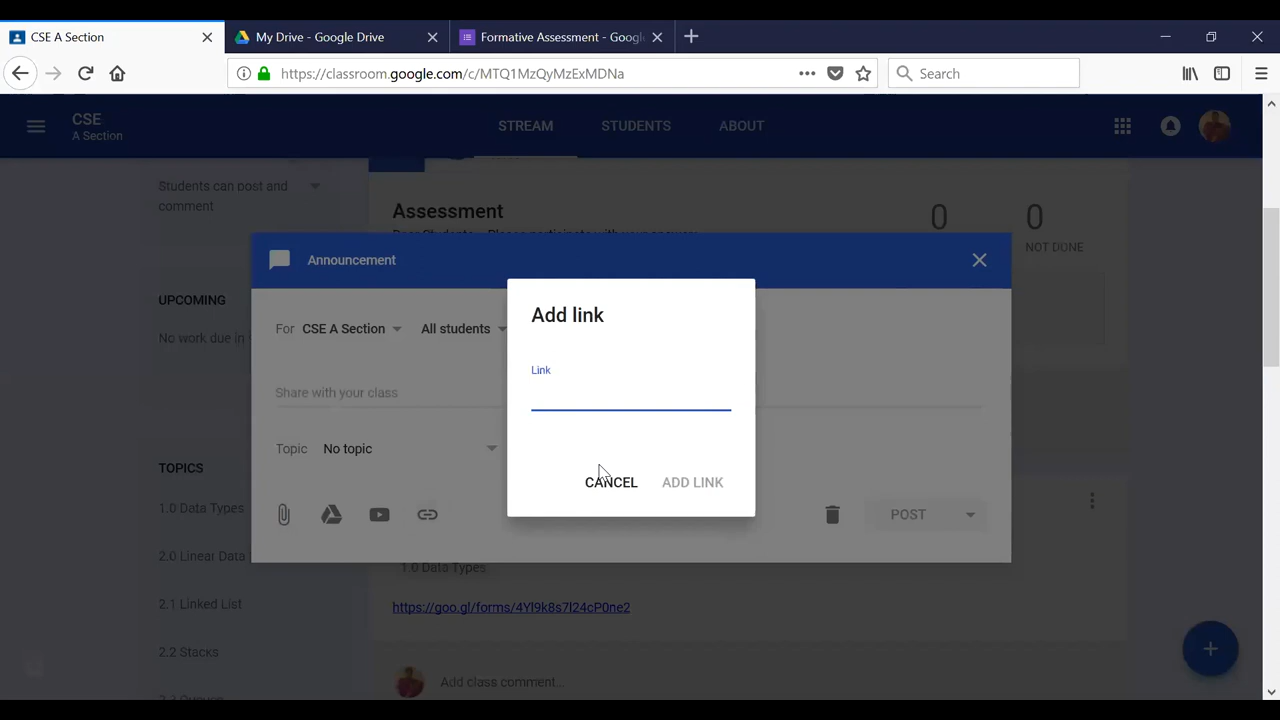 CSE A Section
My Drive - Google Drive
Formative Assessment - Googl
https://classroom.google.com/c/MTQ1MzQyMzExMDNa
Search
CSE
A Section
STREAM
STUDENTS
ABOUT
Students can post and
comment
Assessment
0
0
NOT DONE
Announcement
UPCOMING
No work due in
For CSE A Section
All students
Add link
Link
Share with your class
Topic No topic
CANCEL
ADD LINK
POST
TOPICS
1.0 Data Types
2.0 Linear Data
2.1 Linked List
2.2 Stacks
1.0 Data Types
https://goo.gl/forms/4Yl9k8s7l24cP0ne2
Add class comment...